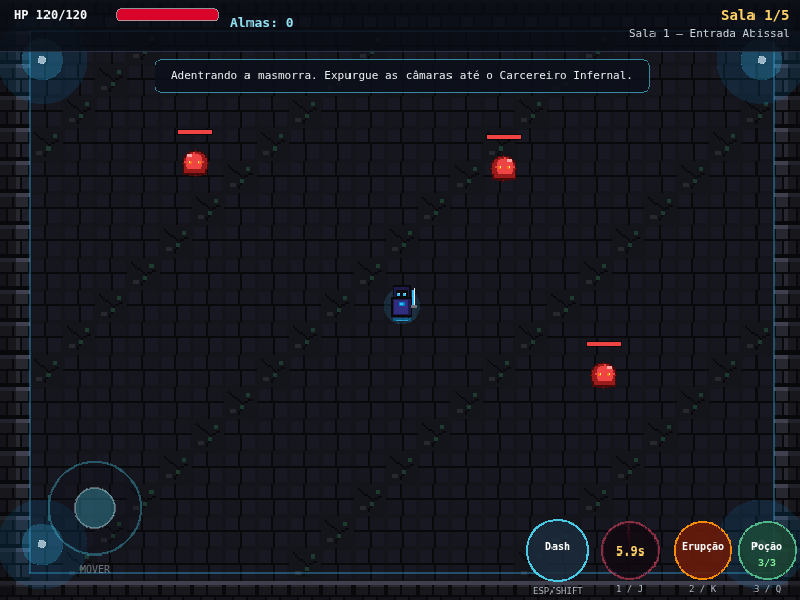 HP 120/120
Almas: 0
Sala 1/5
Sala 1 — Entrada Abissal
Adentrando a masmorra. Expurgue as câmaras até o Carcereiro Infernal.
MOVER
Dash
ESP/SHIFT
5.9s
1 / J
Erupção
2 / K
Poção
3/3
3 / Q